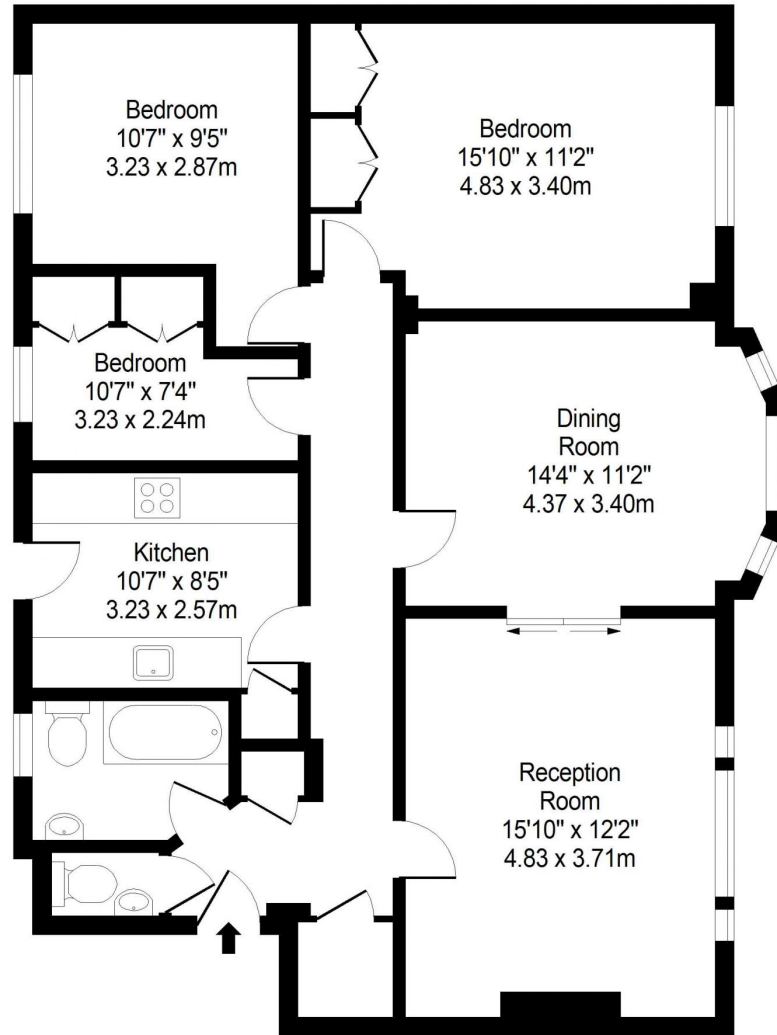 Bedroom
10'7" x 9'5"
3.23 x 2.87m
Bedroom
15'10" x 11'2"
4.83 x 3.40m
Bedroom
10'7" x 7'4"
3.23 x 2.24m
Dining
Room
14'4" x 11'2"
4.37 x 3.40m
Kitchen
10'7" x 8'5"
3.23 x 2.57m
Reception
Room
15'10" x 12'2"
4.83 x 3.71m